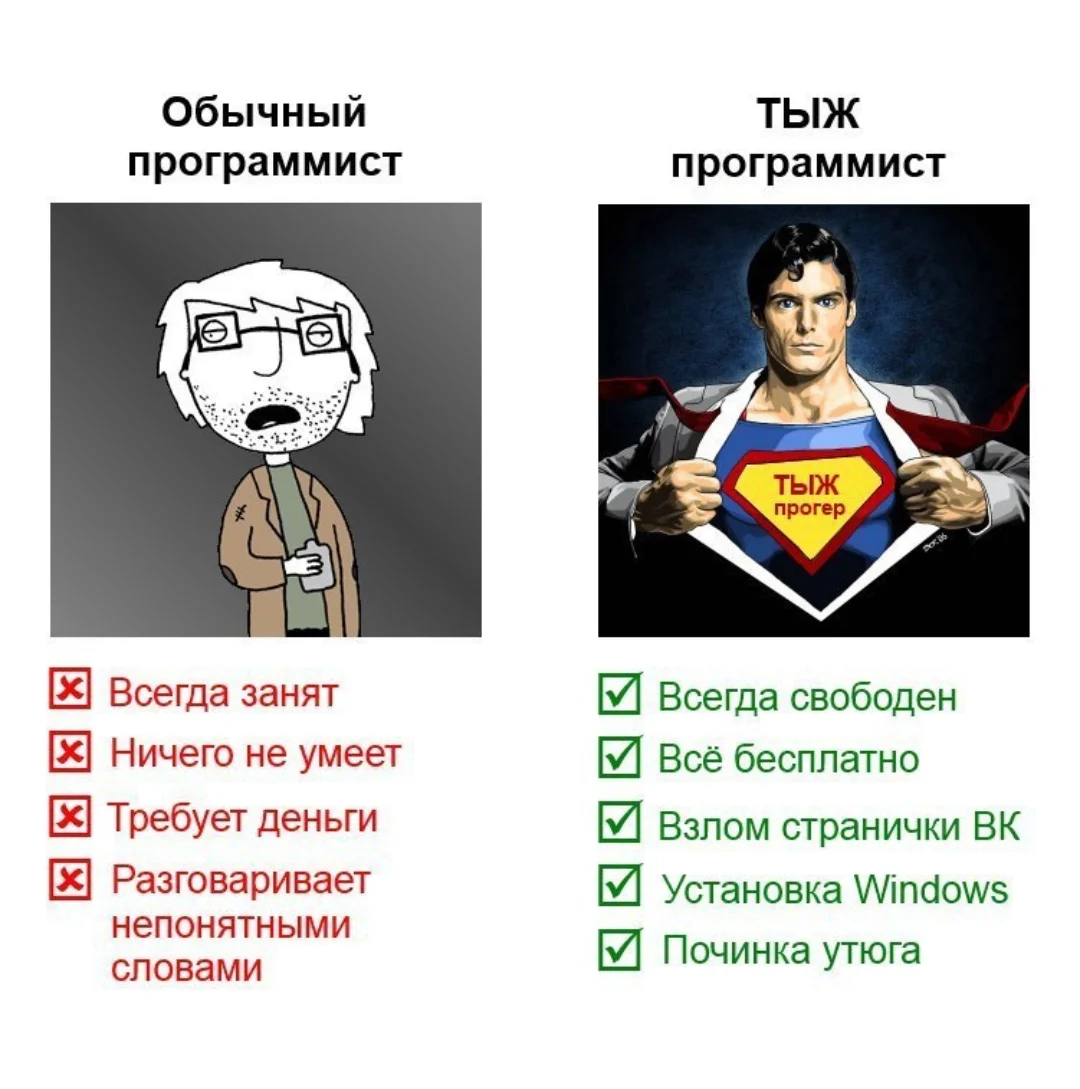 Обычный
программист
Всегда занят
Ничего не умеет
Требует деньги
Разговаривает
непонятными
словами
ТЫЖ
программист
ТЫЖ
прогер
Всегда свободен
Всё бесплатно
Взлом странички ВК
Установка Windows
Починка утюга